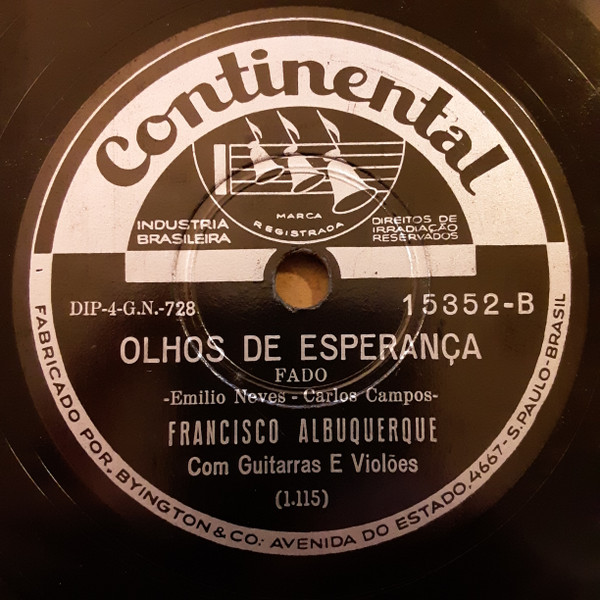 Continental
MARCA
REGISTRADA
INDUSTRIA
BRASILEIRA
DIREITOS DE
IRRADIAÇÃO
RESERVADOS
DIP-4-G.N.-728
15352-B
OLHOS DE ESPERANÇA
FADO
-Emilio Neves - Carlos Campos-
FRANCISCO ALBUQUERQUE
Com Guitarras E Violões
(1.115)
FABRICADO POR. BYINGTON & CO: AVENIDA DO ESTADO, 4667 - S. PAULO - BRASIL